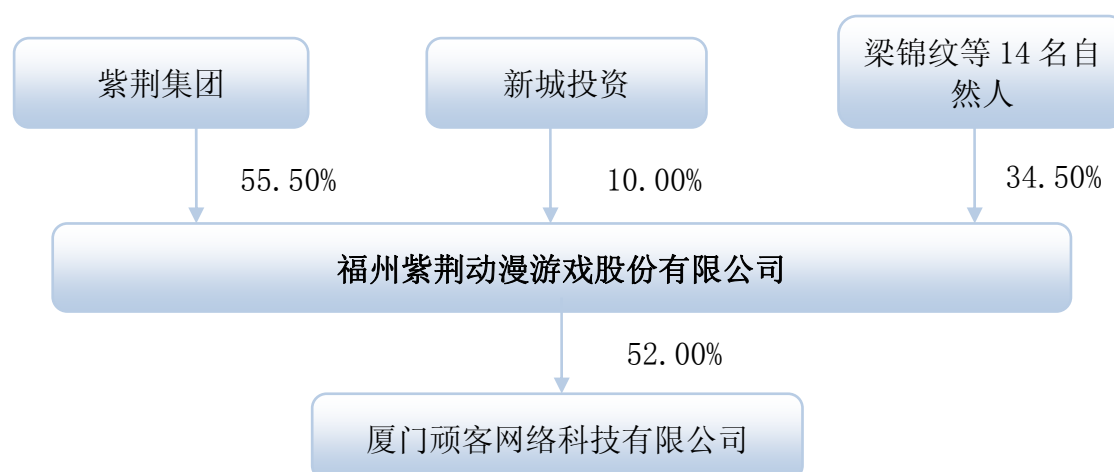 紫荆集团
新城投资
梁锦纹等 14 名自
然人
55.50%
10.00%
34.50%
福州紫荆动漫游戏股份有限公司
52.00%
厦门顽客网络科技有限公司